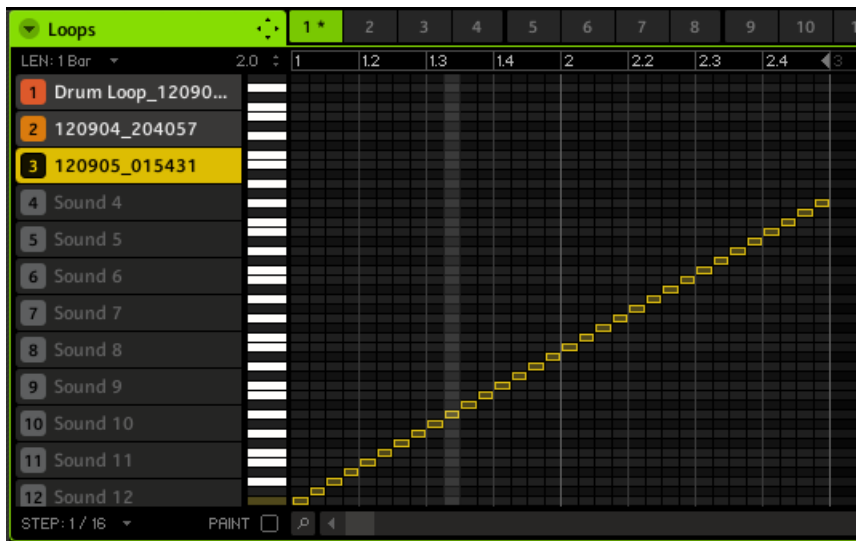 Loops 1 * 2 3 4 5 6 7 8 9 10 1
LEN: 1 Bar 2.0 1 1.2 1.3 1.4 2 2.2 2.3 2.4 3
1 Drum Loop_12090...
2 120904_204057
3 120905_015431
4 Sound 4
5 Sound 5
6 Sound 6
7 Sound 7
8 Sound 8
9 Sound 9
10 Sound 10
11 Sound 11
12 Sound 12
STEP: 1 / 16 PAINT